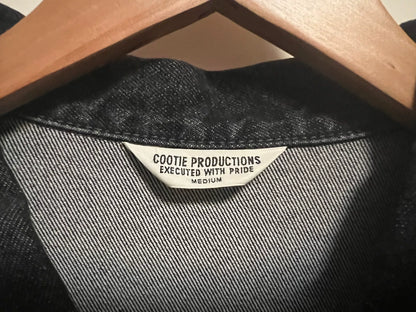 COOTIE PRODUCTIONS
EXECUTED WITH PRIDE
MEDIUM